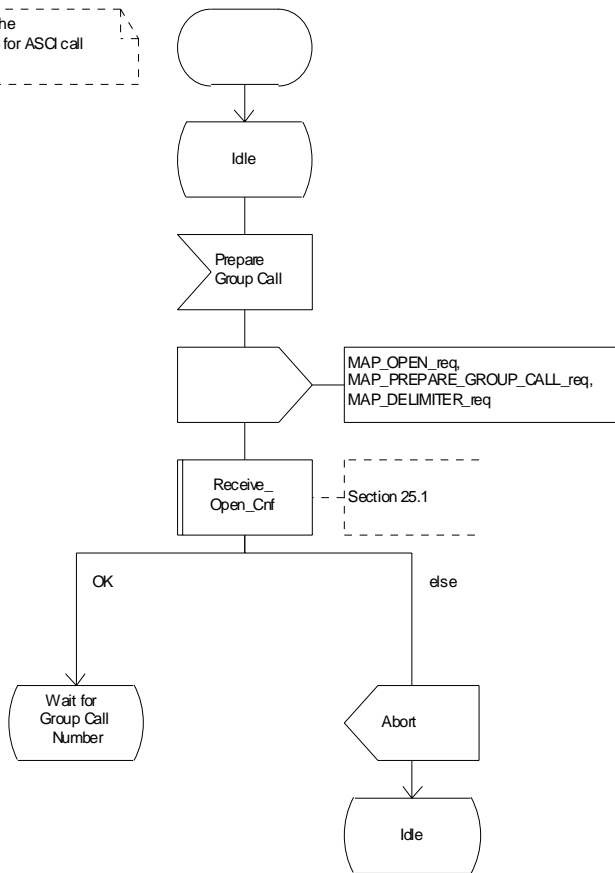 he
for ASCI call
Idle
Prepare
Group Call
MAP_OPEN_req,
MAP_PREPARE_GROUP_CALL_req,
MAP_DELIMITER_req
Receive_
Open_Cnf
Section 25.1
OK
else
Wait for
Group Call
Number
Abort
Idle